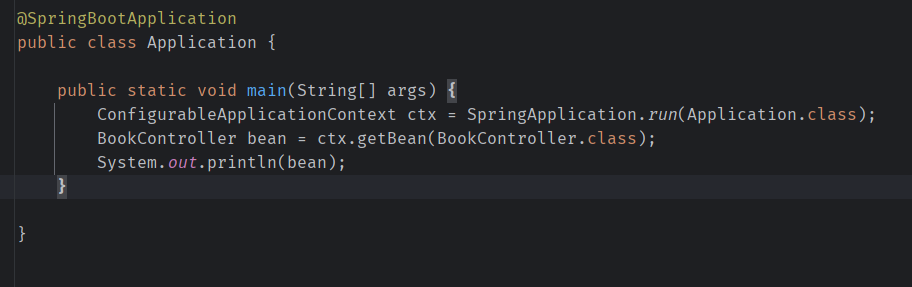 @SpringBootApplication
public class Application {
public static void main(String[] args) {
ConfigurableApplicationContext ctx = SpringApplication.run(Application.class);
BookController bean = ctx.getBean(BookController.class);
System.out.println(bean);
}
}